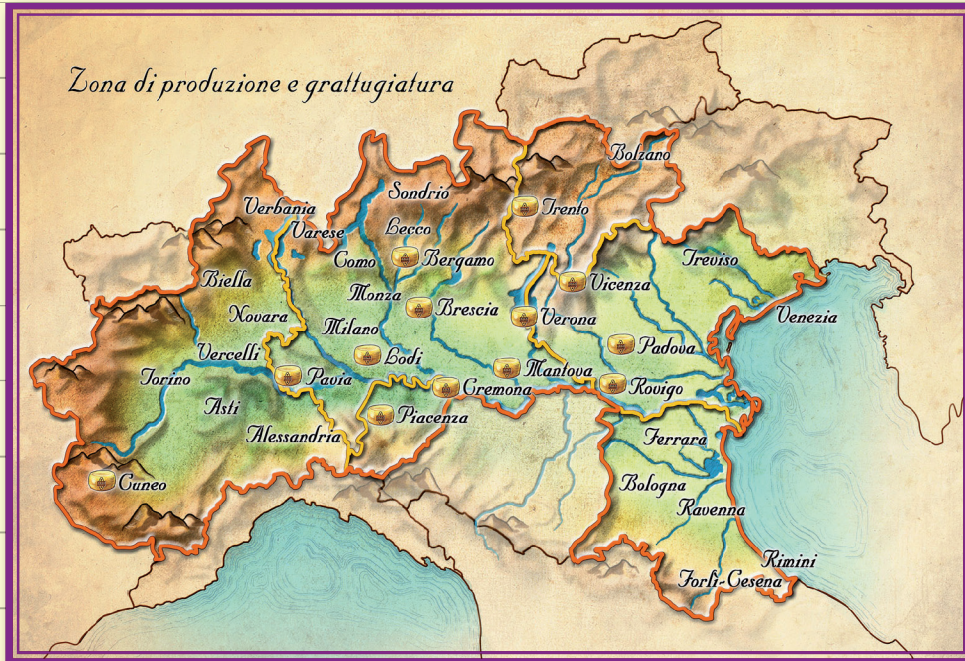 Zona di produzione e grattugiatura
Bolzano
Sondrio
Verbania
Trento
Varese
Lecco
Como
Bergamo
Treviso
Biella
Vicenza
Monza
Novara
Brescia
Verona
Venezia
Milano
Padova
Vercelli
Lodi
Torino
Pavia
Mantova
Cremona
Rovigo
Asti
Piacenza
Alessandria
Ferrara
Cuneo
Bologna
Ravenna
Rimini
Forlì-Cesena